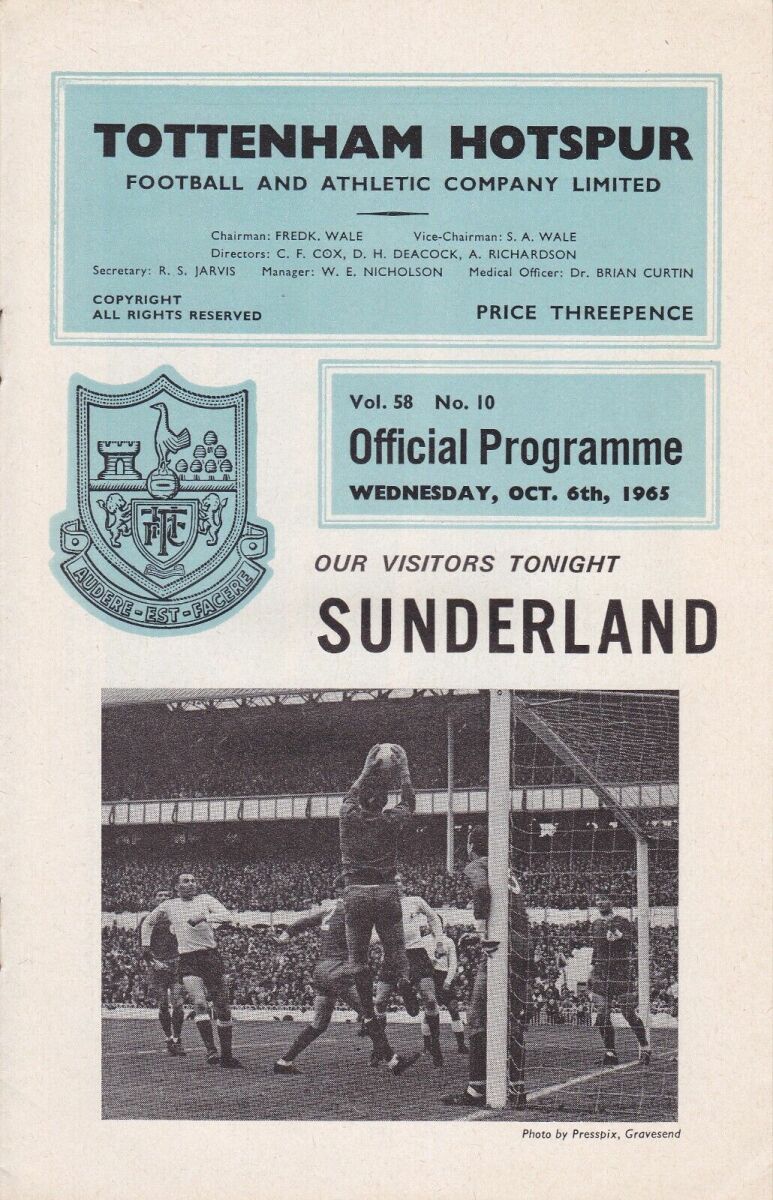 TOTTENHAM HOTSPUR
FOOTBALL AND ATHLETIC COMPANY LIMITED
Chairman: FREDK. WALE Vice-Chairman: S. A. WALE
Directors: C. F. COX, D. H. DEACOCK, A. RICHARDSON
Secretary: R. S. JARVIS Manager: W. E. NICHOLSON Medical Officer: Dr. BRIAN CURTIN
COPYRIGHT
ALL RIGHTS RESERVED
PRICE THREEPENCE
Vol. 58 No. 10
Official Programme
WEDNESDAY, OCT. 6th, 1965
AUDERE-EST-FACERE
OUR VISITORS TONIGHT
SUNDERLAND
2
Photo by Presspix, Gravesend